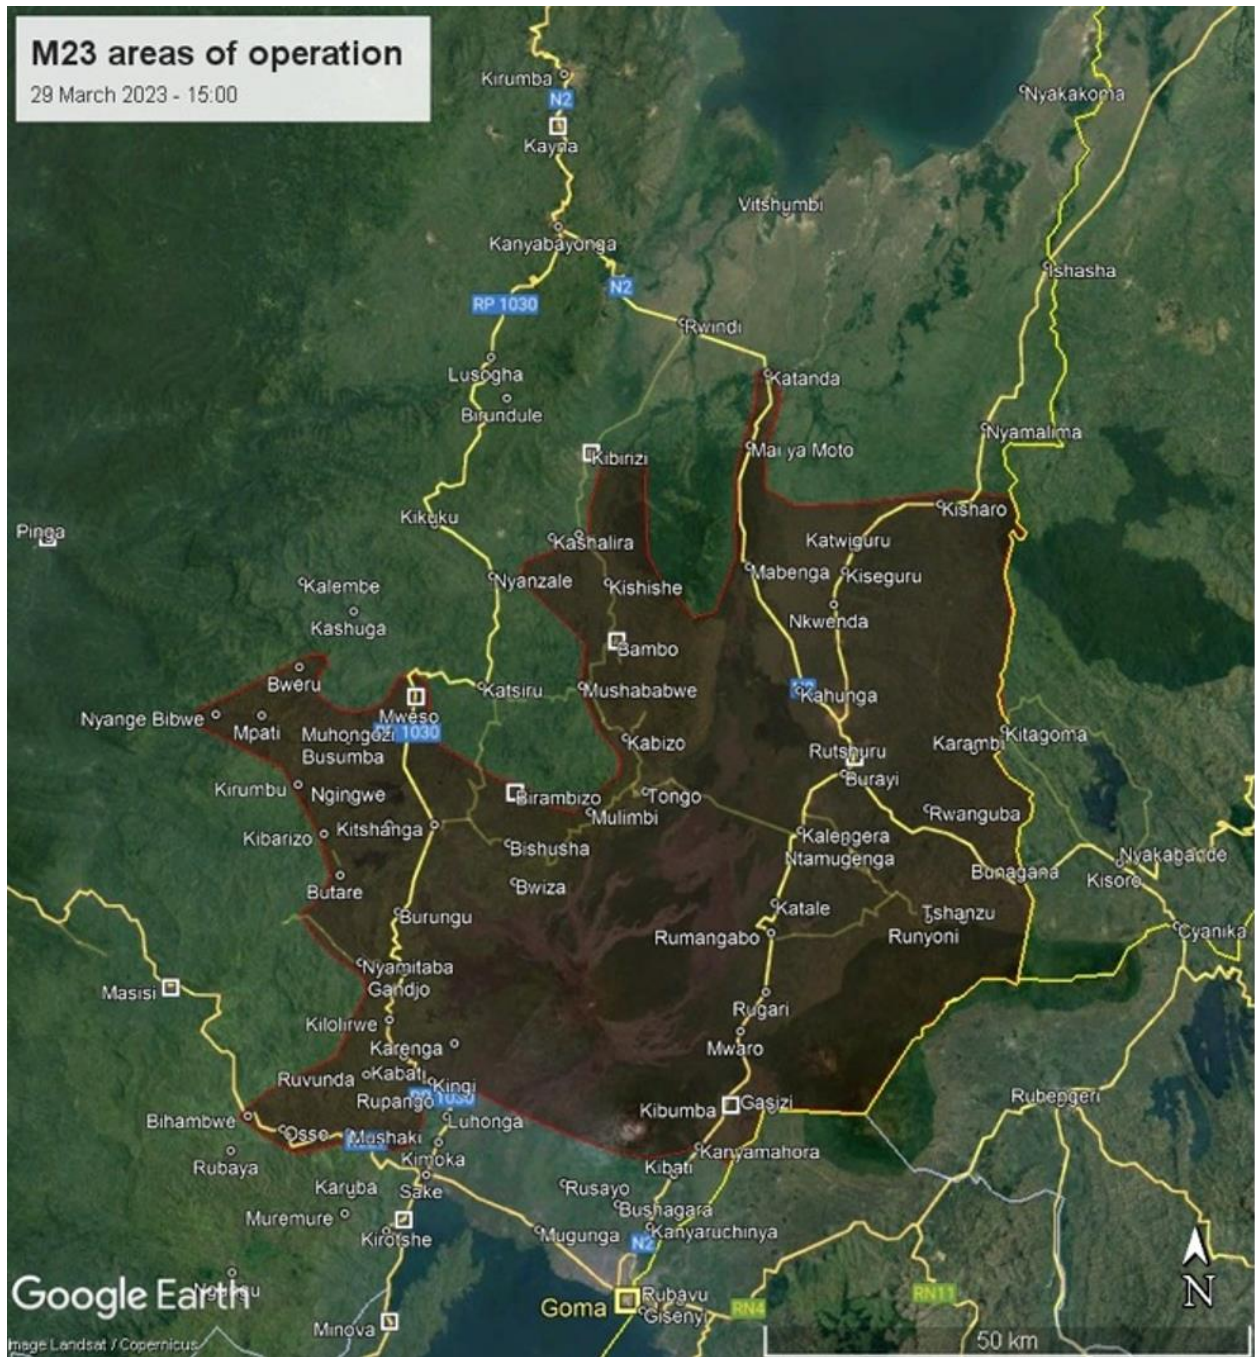 M23 areas of operation
29 March 2023 - 15:00
Kirumba
N2
Kayna
Nyakakoma
Vitshumbi
Kanyabayonga
Ishasha
N2
RP 1030
Rwindi
Lusogha
Katanda
Birundule
Nyamalima
Mai ya Moto
Kibirizi
Kisharo
Kikuku
Pinga
Kashalira
Katwiguru
Kalembe
Nyanzale
Kishishe
Mabenga
Kiseguru
Kashuga
Nkwenda
Bambo
Bweru
Katsiru
Mushababwe
Kahunga
Nyange Bibwe
Mpati
Mweso
Muhongozi
1030
Kabizo
Karambi
Kitagoma
Busumba
Rutshuru
Burayi
Kirumbu
Ngingwe
Birambizo
Tongo
Mulimbi
Rwanguba
Kibarizo
Kitshanga
Kalengera
Bishusha
Ntamugenga
Nyakabande
Bunagana
Kisoro
Butare
Bwiza
Burungu
Katale
Tshanzu
Rumangabo
Runyoni
Cyanika
Nyamitaba
Gandjo
Masisi
Rugari
Kilolirwe
Karenga
Mwaro
Ruvunda
Kabati
Kingi
Rupango
1030
Rubengeri
Kibumba
Gasizi
Bihambwe
Luhonga
Osso
Mushaki
Kimoka
Kanyamahora
Rubaya
Kibati
Karuba
Sake
Rusayo
Muremure
Bushagara
Kirotshe
Mugunga
Kanyaruchinya
N2
N
Google Earth
Goma
Rubavu
Gisenyi
RN4
RN11
Minova
50 km
Image Landsat / Copernicus